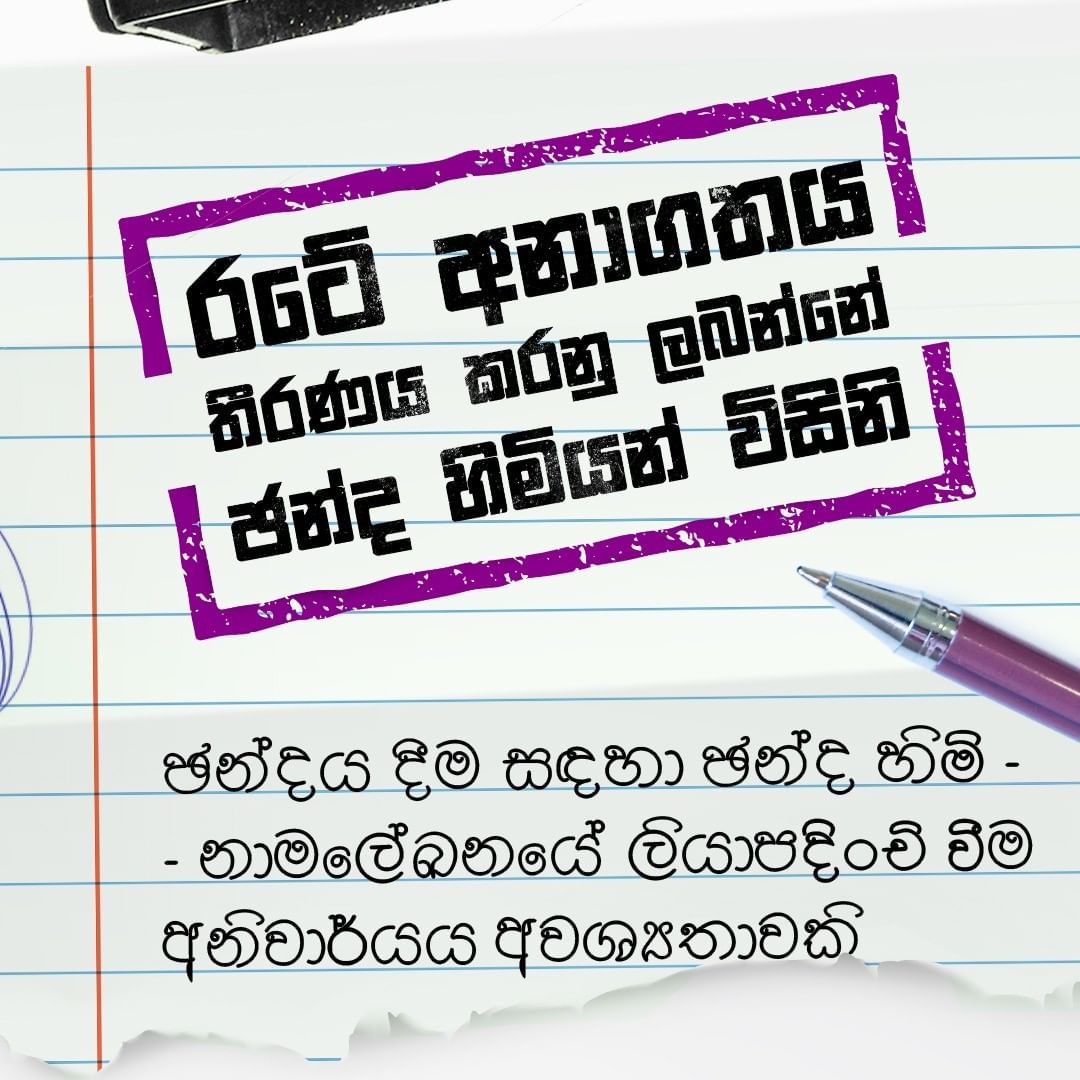 රටේ අනාගතය
තීරණය කරනු ලබන්නේ
ඡන්ද හිමියන් විසිනි
ඡන්දය දීම සඳහා ඡන්ද හිමි -
- නාමලේඛනයේ ලියාපදිංචි වීම
අනිවාර්යය අවශ්‍යතාවකි